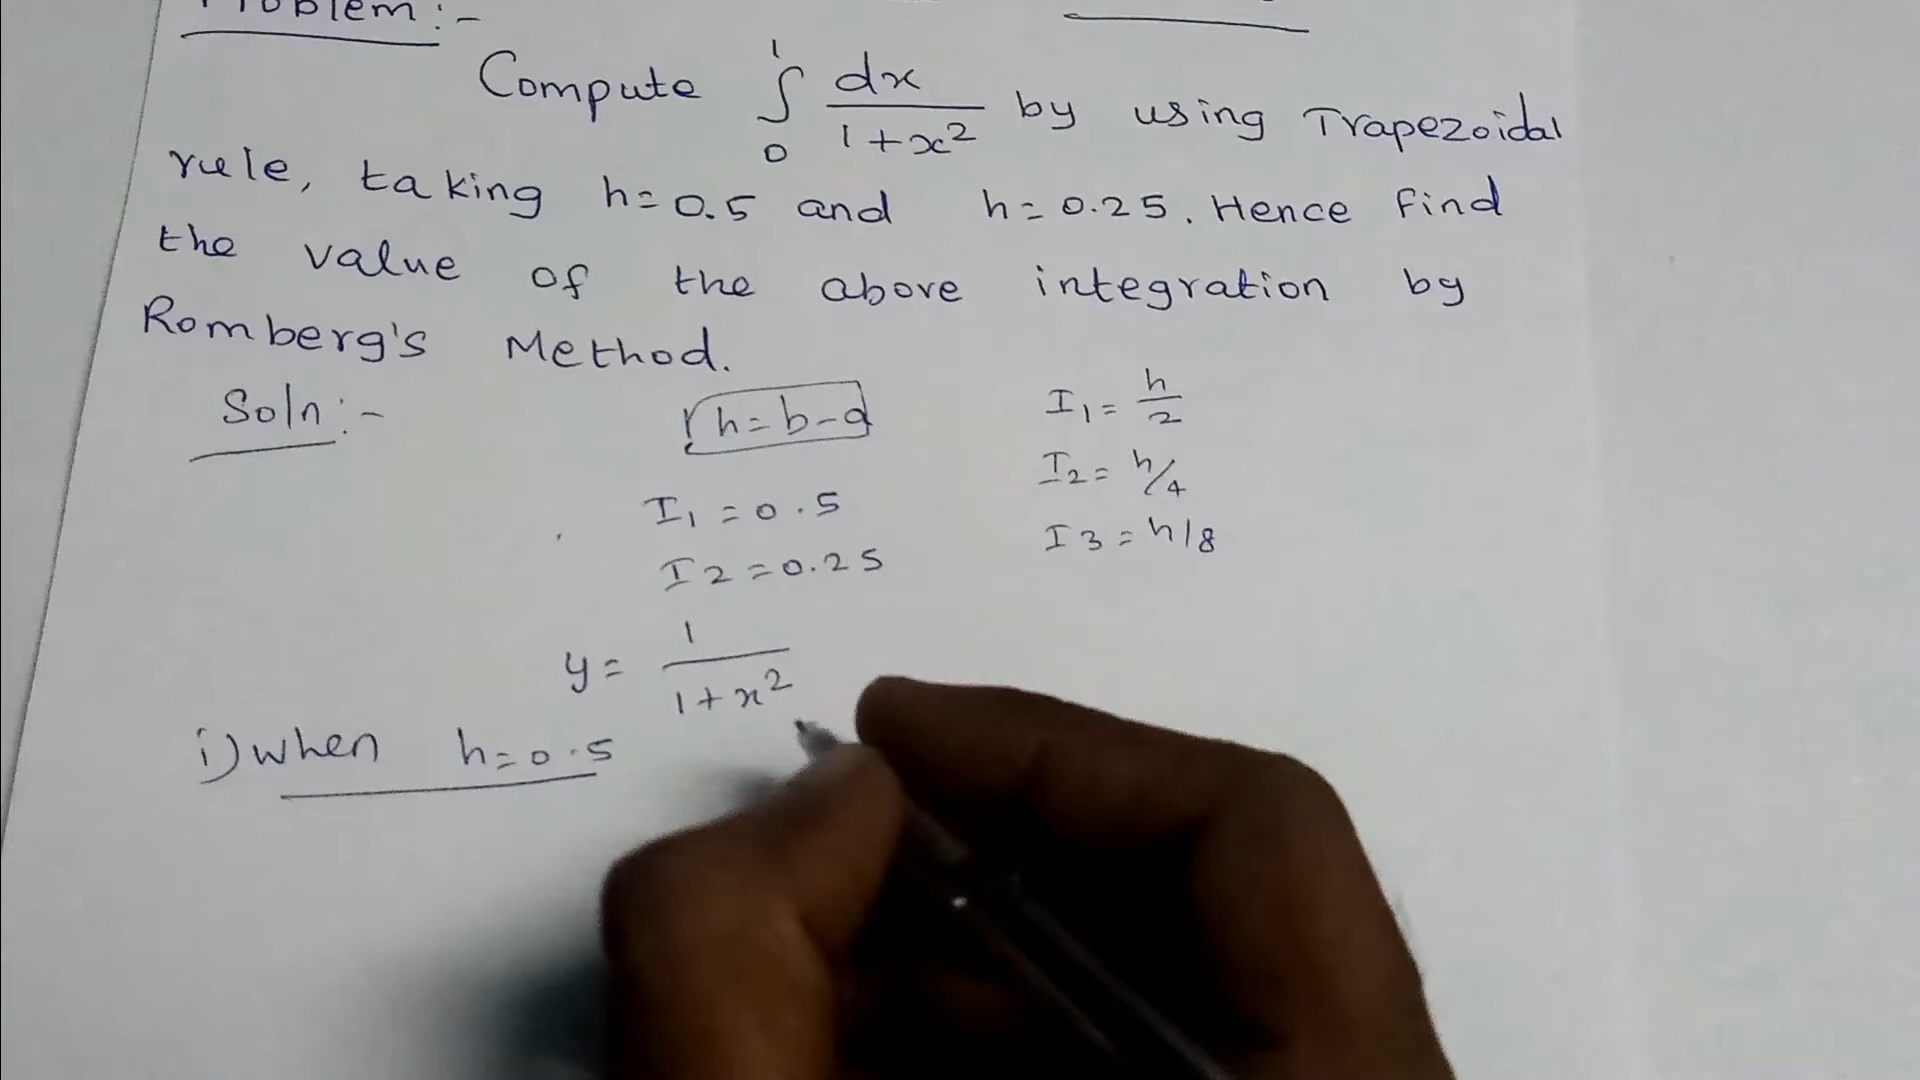 Problem:-
Compute ∫₀¹ dx / 1+x² by using Trapezoidal
rule, taking h=0.5 and h=0.25. Hence find
the value of the above integration by
Romberg's Method.
Soln:-
h=b-a
I₁ = h/2
I₂ = h/4
I3 = h/8
I₁ = 0.5
I2 = 0.25
y = 1 / 1+x²
i) when h=0.5